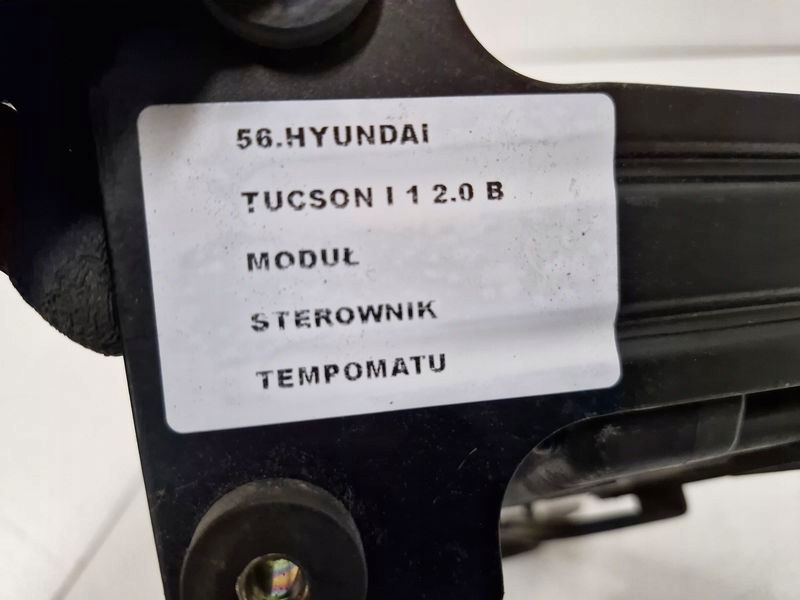 56.HYUNDAI
TUCSON I 1 2.0 B
MODUŁ
STEROWNIK
TEMPOMATU